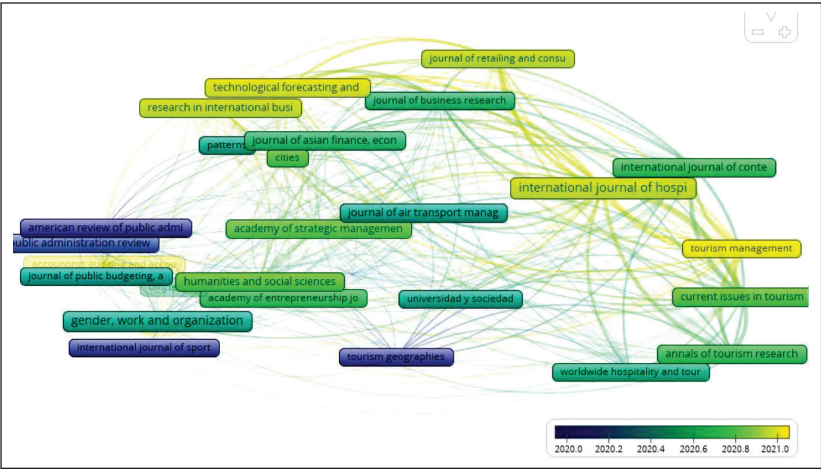 journal of retailing and consu
technological forecasting and
research in international busi
journal of business research
patterns
journal of asian finance, econ
cities
international journal of conte
international journal of hospi
journal of air transport manag
american review of public admi
academy of strategic managemen
public administration review
tourism management
accounting, auditing and accou
journal of public budgeting, a
humanities and social sciences
academy of entrepreneurship jo
universidad y sociedad
current issues in tourism
gender, work and organization
international journal of sport
tourism geographies
annals of tourism research
worldwide hospitality and tour
2020.0 2020.2 2020.4 2020.6 2020.8 2021.0